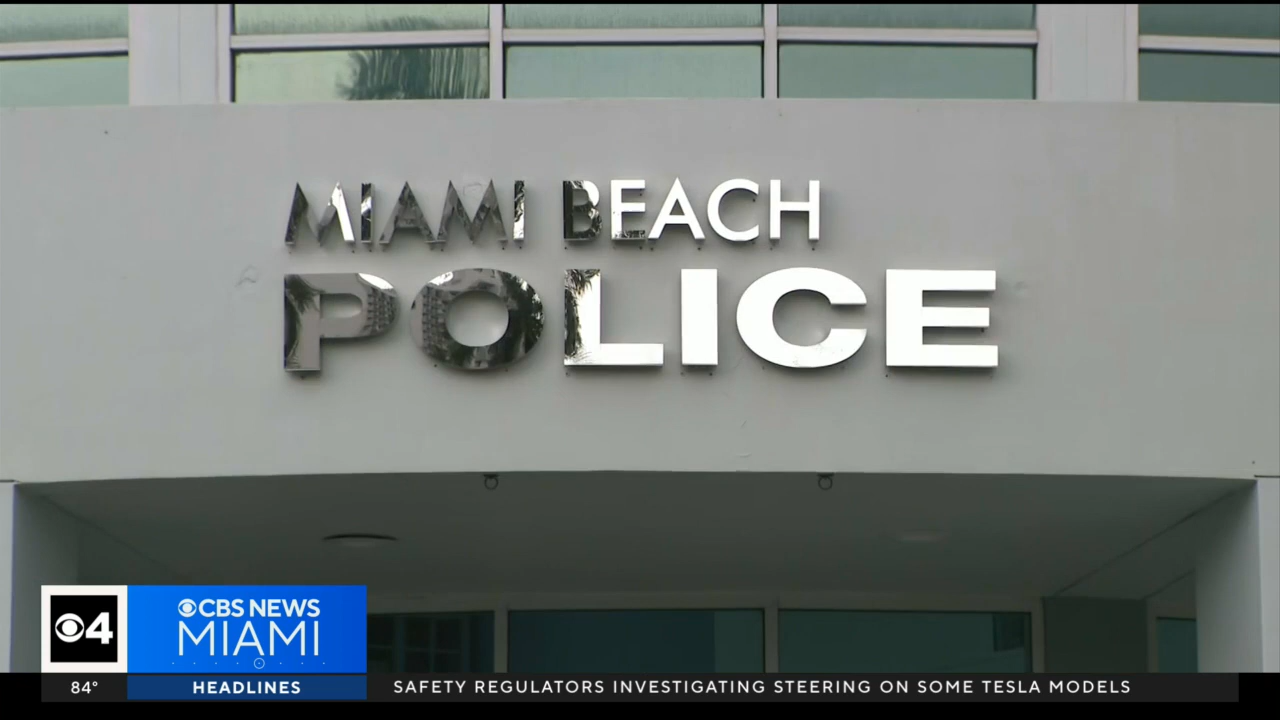 MIAMI BEACH
POLICE
4
CBS NEWS
MIAMI
84°
HEADLINES
SAFETY REGULATORS INVESTIGATING STEERING ON SOME TESLA MODELS